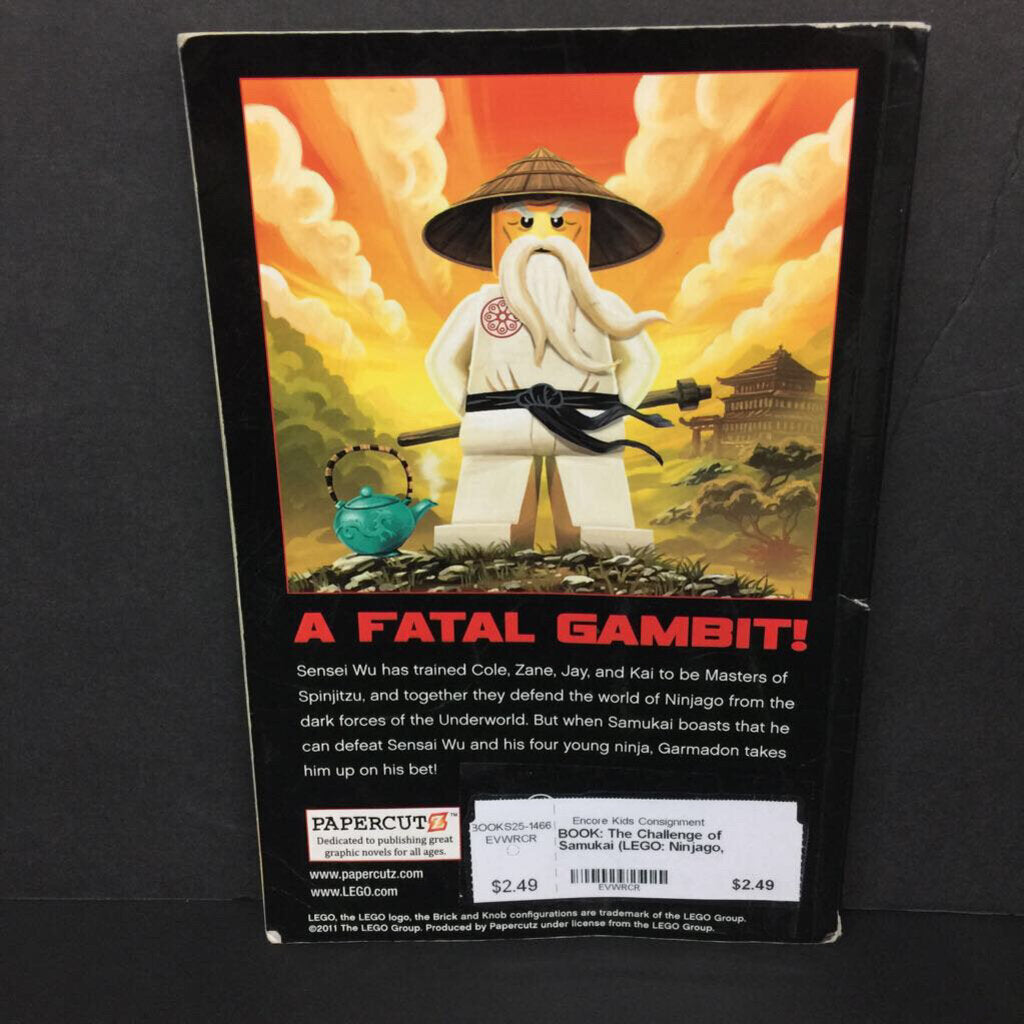 A FATAL GAMBIT!
Sensei Wu has trained Cole, Zane, Jay, and Kai to be Masters of
Spinjitzu, and together they defend the world of Ninjago from the
dark forces of the Underworld. But when Samukai boasts that he
can defeat Sensai Wu and his four young ninja, Garmadon takes
him up on his bet!
PAPERCUTZ™
Dedicated to publishing great
graphic novels for all ages.
www.papercutz.com
www.LEGO.com
BOOKS25-1466
EVWRCR
$2.49
Encore Kids Consignment
BOOK: The Challenge of
Samukai (LEGO: Ninjago,
EVWRCR
$2.49
LEGO, the LEGO logo, the Brick and Knob configurations are trademark of the LEGO Group.
©2011 The LEGO Group. Produced by Papercutz under license from the LEGO Group.